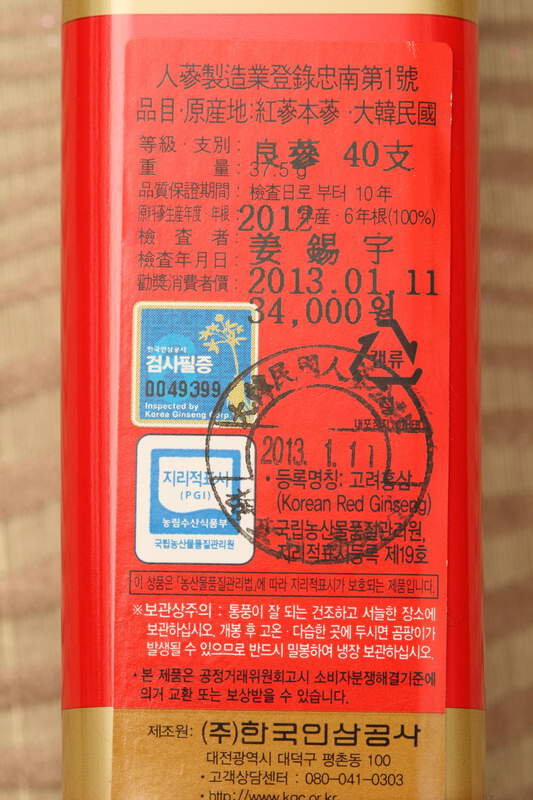 人蔘製造業登錄忠南第1號
品目·原産地:紅蔘本蔘·大韓民國
等級·支別: 良蔘 40支
重 量: 37.5g
品質保證期間: 檢査日로 부터 10年
原料蔘生産年度·年根: 2012年産·6年根(100%)
檢 査 者: 姜 錫 宇
檢査年月日: 2013.01.11
勸奬消費者價: 34,000원
캔류
한국인삼공사
검사필증
0049399
Inspected by
Korea Ginseng Corp.
2013. 1. 11
지리적표시
(PGI)
농림수산식품부
국립농산물품질관리원
·등록명칭: 고려홍삼
(Korean Red Ginseng)
국립농산물품질관리원,
지리적표시등록 제19호
이 상품은 「농산물품질관리법」에 따라 지리적표시가 보호되는 제품입니다.
※보관상주의 : 통풍이 잘 되는 건조하고 서늘한 장소에
보관하십시오. 개봉 후 고온·다습한 곳에 두시면 곰팡이가
발생될 수 있으므로 반드시 밀봉하여 냉장 보관하십시오.
·본 제품은 공정거래위원회고시 소비자분쟁해결기준에
의거 교환 또는 보상받을 수 있습니다.
제조원: (주)한국인삼공사
대전광역시 대덕구 평촌동 100
·고객상담센터 : 080-041-0303
·http://www.kgc.or.kr